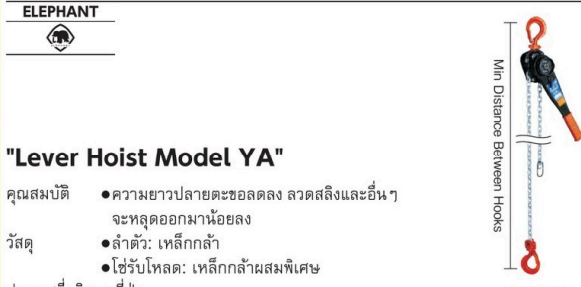 ELEPHANT
"Lever Hoist Model YA"
คุณสมบัติ ●ความยาวปลายตะขอลดลง ลวดสลิงและอื่นๆ
จะหลุดออกมาน้อยลง
วัสดุ ●ลำตัว: เหล็กกล้า
●โซ่รับโหลด: เหล็กกล้าผสมพิเศษ
Min Distance Between Hooks